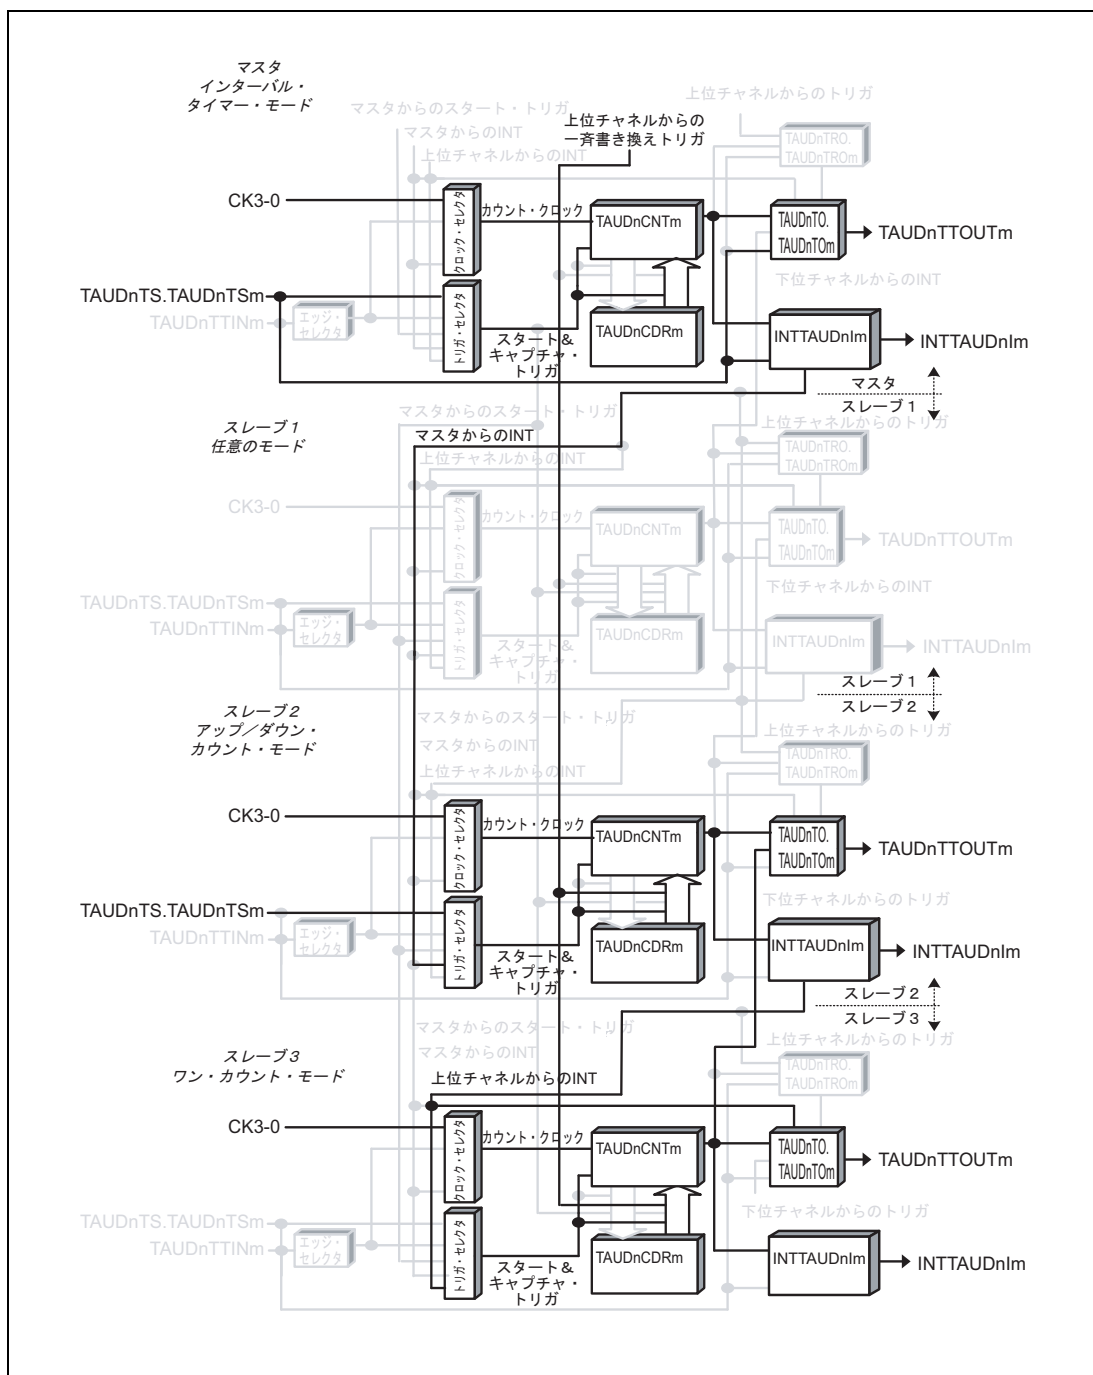 マスタ
インターバル・
タイマー・モード
上位チャネルからのトリガ
マスタからのスタート・トリガ
上位チャネルからの
一斉書き換えトリガ
マスタからのINT
上位チャネルからのINT
TAUDnTRO.
TAUDnTROm
CK3-0
クロック・セレクタ
カウント・クロック
TAUDnCNTm
TAUDnTO.
TAUDnTOm
TAUDnTTOUTm
下位チャネルからのINT
TAUDnTS.TAUDnTSm
TAUDnTTINm
エッジ・
セレクタ
トリガ・セレクタ
スタート&
キャプチャ・
トリガ
TAUDnCDRm
INTTAUDnIm
INTTAUDnIm
マスタ
スレーブ1
スレーブ1
任意のモード
マスタからのスタート・トリガ
マスタからのINT
上位チャネルからのINT
上位チャネルからのトリガ
TAUDnTRO.
TAUDnTROm
CK3-0
クロック・セレクタ
カウント・クロック
TAUDnCNTm
TAUDnTO.
TAUDnTOm
TAUDnTTOUTm
下位チャネルからのINT
TAUDnTS.TAUDnTSm
TAUDnTTINm
エッジ・
セレクタ
トリガ・セレクタ
スタート&
キャプチャ・
トリガ
TAUDnCDRm
INTTAUDnIm
INTTAUDnIm
スレーブ1
スレーブ2
スレーブ2
アップ/ダウン・
カウント・モード
マスタからのスタート・トリガ
マスタからのINT
上位チャネルからのINT
上位チャネルからのトリガ
TAUDnTRO.
TAUDnTROm
CK3-0
クロック・セレクタ
カウント・クロック
TAUDnCNTm
TAUDnTO.
TAUDnTOm
TAUDnTTOUTm
下位チャネルからのトリガ
TAUDnTS.TAUDnTSm
TAUDnTTINm
エッジ・
セレクタ
トリガ・セレクタ
スタート&
キャプチャ・
トリガ
TAUDnCDRm
INTTAUDnIm
INTTAUDnIm
スレーブ2
スレーブ3
スレーブ3
ワン・カウント・モード
マスタからのスタート・トリガ
マスタからのINT
上位チャネルからのINT
上位チャネルからのトリガ
TAUDnTRO.
TAUDnTROm
CK3-0
クロック・セレクタ
カウント・クロック
TAUDnCNTm
TAUDnTO.
TAUDnTOm
TAUDnTTOUTm
下位チャネルからのトリガ
TAUDnTS.TAUDnTSm
TAUDnTTINm
エッジ・
セレクタ
トリガ・セレクタ
スタート&
キャプチャ・
トリガ
TAUDnCDRm
INTTAUDnIm
INTTAUDnIm